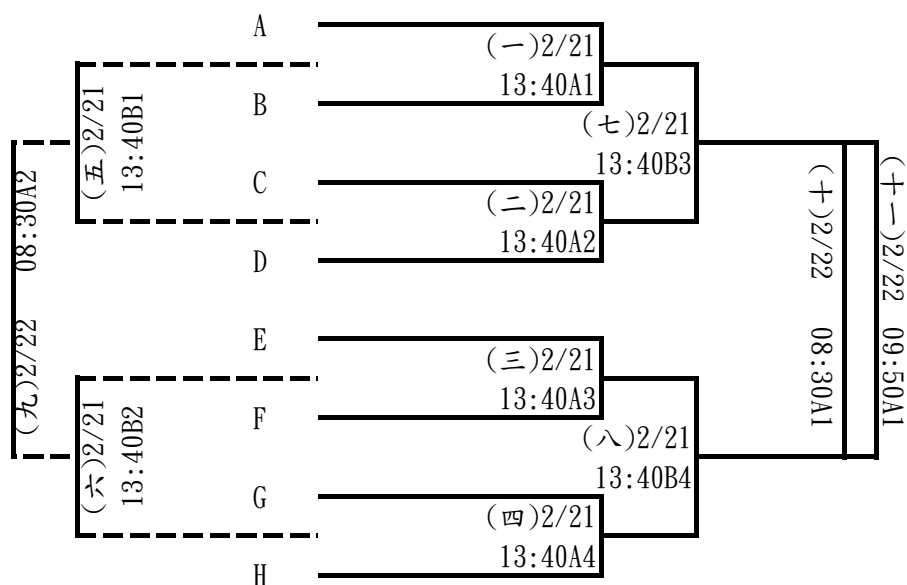 A
(一)2/21
13:40A1
B
(七)2/21
13:40B3
C
(二)2/21
13:40A2
D
E
(三)2/21
13:40A3
F
(八)2/21
13:40B4
G
(四)2/21
13:40A4
H
(五)2/21
13:40B1
(六)2/21
13:40B2
(九)2/22 08:30A2
(十)2/22 08:30A1
(十一)2/22 09:50A1